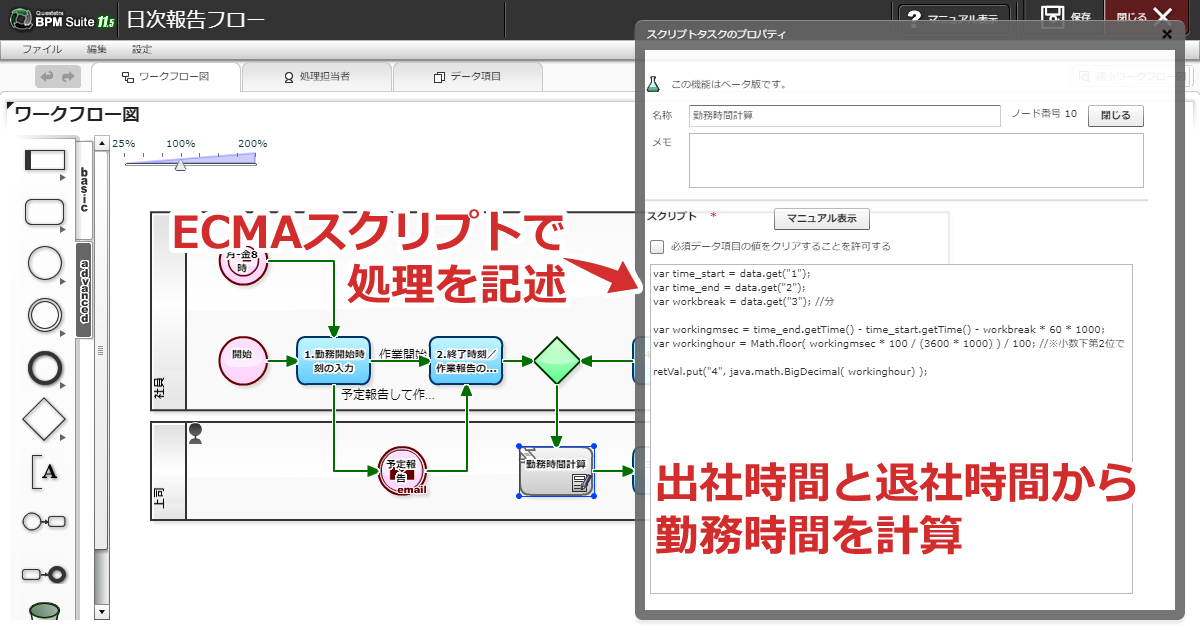 Questetra
BPM Suite 11.5
日次報告フロー
? マニュアル表示
保存
閉じる
ファイル
編集
設定
ワークフロー図
処理担当者
データ項目
ワークフロー図
25%
100%
200%
basic
advanced
A
社員
上司
月-金8時
開始
1.勤務開始時刻の入力
作業開始
2.終了時刻／作業報告の...
予定報告して作...
予定報告
email
勤務時間計算
ECMAスクリプトで
処理を記述
スクリプトタスクのプロパティ
この機能はベータ版です。
名称
勤務時間計算
ノード番号 10
閉じる
メモ
スクリプト *
マニュアル表示
必須データ項目の値をクリアすることを許可する
var time_start = data.get("1");
var time_end = data.get("2");
var workbreak = data.get("3"); //分
var workingmsec = time_end.getTime() - time_start.getTime() - workbreak * 60 * 1000;
var workinghour = Math.floor( workingmsec * 100 / (3600 * 1000) ) / 100; //※小数下第2位で
retVal.put("4", java.math.BigDecimal( workinghour) );
出社時間と退社時間から
勤務時間を計算